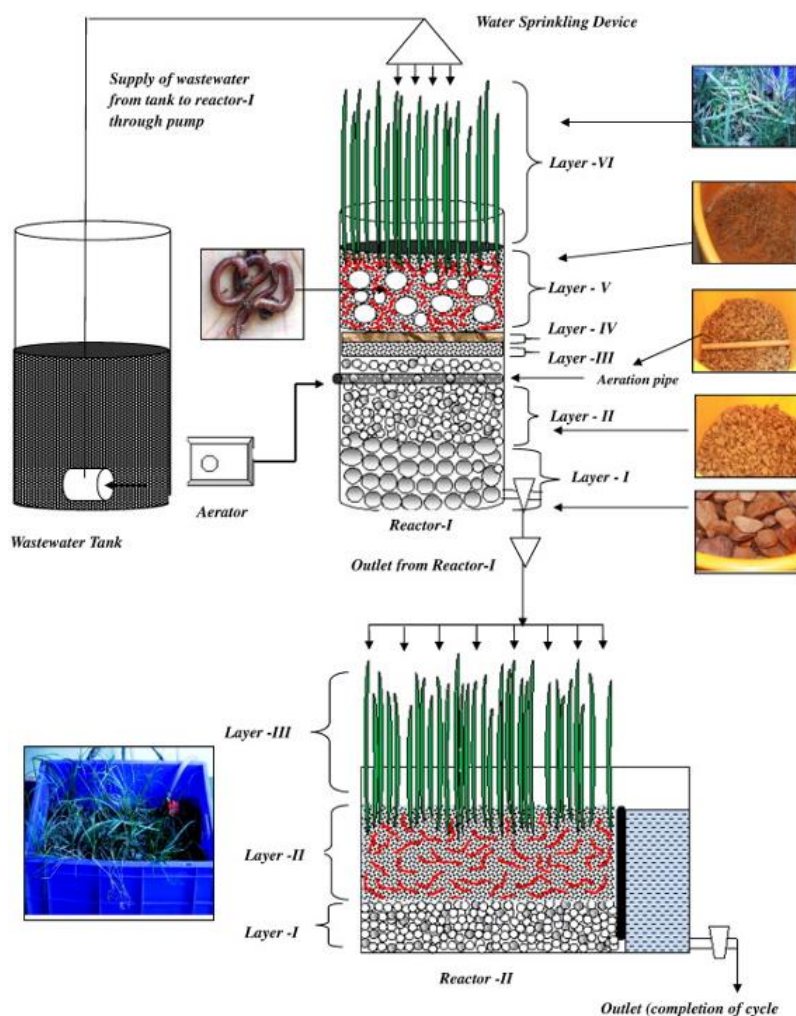 Water Sprinkling Device
Supply of wastewater
from tank to reactor-I
through pump
Layer -VI
Layer - V
Layer - IV
Layer -III
Aeration pipe
Layer - II
Layer - I
Aerator
Reactor-I
Wastewater Tank
Outlet from Reactor-I
Layer -III
Layer -II
Layer -I
Reactor -II
Outlet (completion of cycle